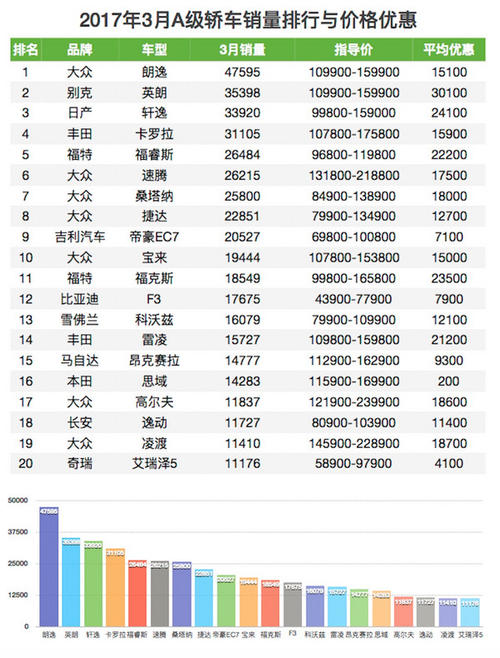 2017年3月A级轿车销量排行与价格优惠
排名 品牌 车型 3月销量 指导价 平均优惠
1 大众 朗逸 47595 109900-159900 15100
2 别克 英朗 35398 109900-159900 30100
3 日产 轩逸 33920 99800-159000 24100
4 丰田 卡罗拉 31105 107800-175800 15900
5 福特 福睿斯 26484 96800-119800 22200
6 大众 速腾 26215 131800-218800 17500
7 大众 桑塔纳 25800 84900-138900 18000
8 大众 捷达 22851 79900-134900 12700
9 吉利汽车 帝豪EC7 20527 69800-100800 7100
10 大众 宝来 19444 107800-153800 15000
11 福特 福克斯 18549 99800-165800 23500
12 比亚迪 F3 17675 43900-77900 7900
13 雪佛兰 科沃兹 16079 79900-109900 12100
14 丰田 雷凌 15727 109800-159800 21200
15 马自达 昂克赛拉 14777 112900-162900 9300
16 本田 思域 14283 115900-169900 200
17 大众 高尔夫 11837 121900-239900 18600
18 长安 逸动 11727 80900-103900 11400
19 大众 凌渡 11410 145900-228900 18700
20 奇瑞 艾瑞泽5 11176 58900-97900 4100
50000
37500
25000
12500
0
47595 35398 33920 31105 26484 26215 25800 22851 20527 19444 18549 17675 16079 15727 14777 14283 11837 11727 11410 11176
朗逸 英朗 轩逸 卡罗拉 福睿斯 速腾 桑塔纳 捷达 帝豪EC7 宝来 福克斯 F3 科沃兹 雷凌 昂克赛拉 思域 高尔夫 逸动 凌渡 艾瑞泽5